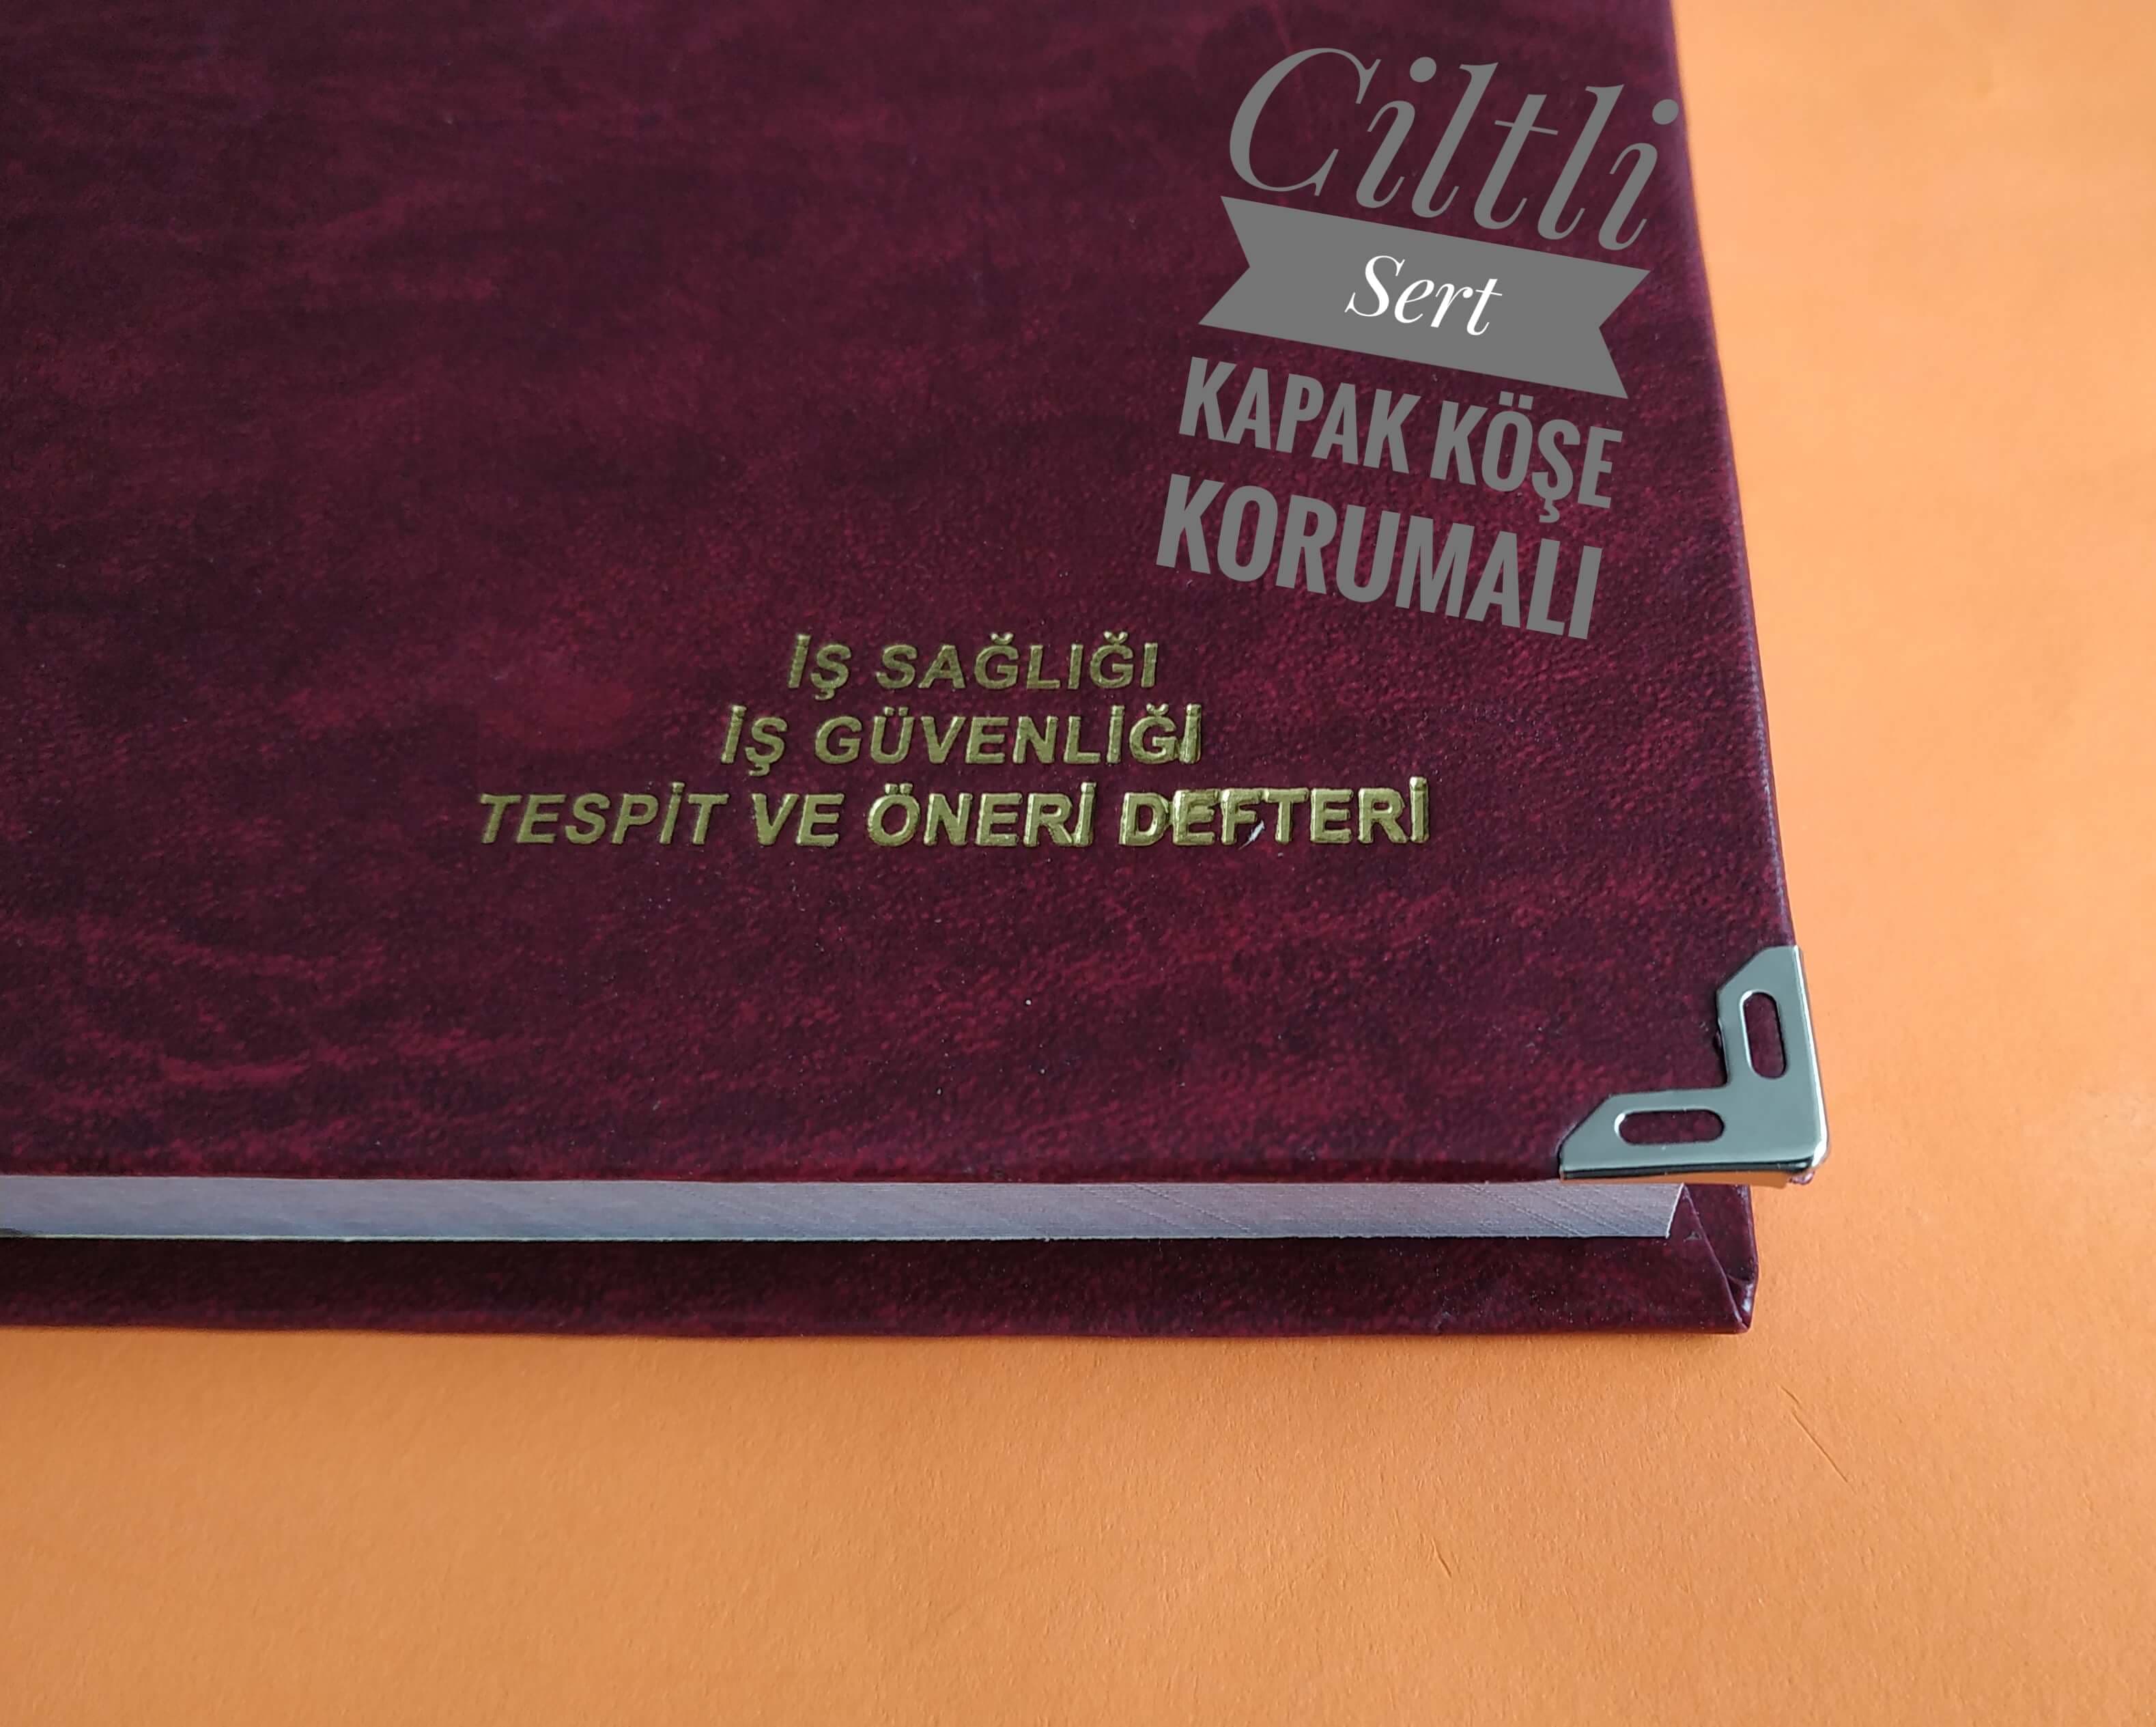 Ciltli
Sert
KAPAK KÖŞE
KORUMALI
İŞ SAĞLIĞI
İŞ GÜVENLİĞİ
TESPİT VE ÖNERİ DEFTERİ